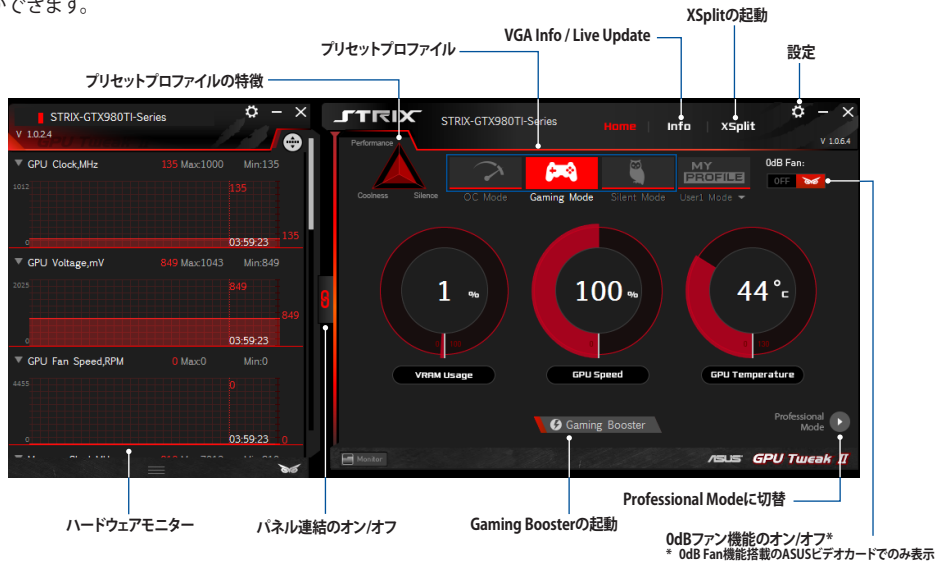 ができます。
XSplitの起動
VGA Info / Live Update
プリセットプロファイル
設定
プリセットプロファイルの特徴
STRIX-GTX980TI-Series
V 1.0.2.4
GPU Clock,MHz 135 Max:1000 Min:135
1012
135
135
0
03:59:23
GPU Voltage,mV 849 Max:1043 Min:849
2025
849
849
0
03:59:23
GPU Fan Speed,RPM 0 Max:0 Min:0
4455
0
0
0
03:59:23
STRIX
STRIX-GTX980TI-Series
Home
Info
XSplit
V 1.0.6.4
Performance
Coolness
Silence
OC Mode
Gaming Mode
Silent Mode
MY PROFILE
User1 Mode
0dB Fan:
OFF
1 %
0 100
VRAM Usage
100 %
0
GPU Speed
44 °C
0 120
GPU Temperature
Gaming Booster
Professional
Mode
Monitor
ASUS GPU Tweak II
ハードウェアモニター
パネル連結のオン/オフ
Gaming Boosterの起動
Professional Modeに切替
0dBファン機能のオン/オフ*
* 0dB Fan機能搭載のASUSビデオカードでのみ表示